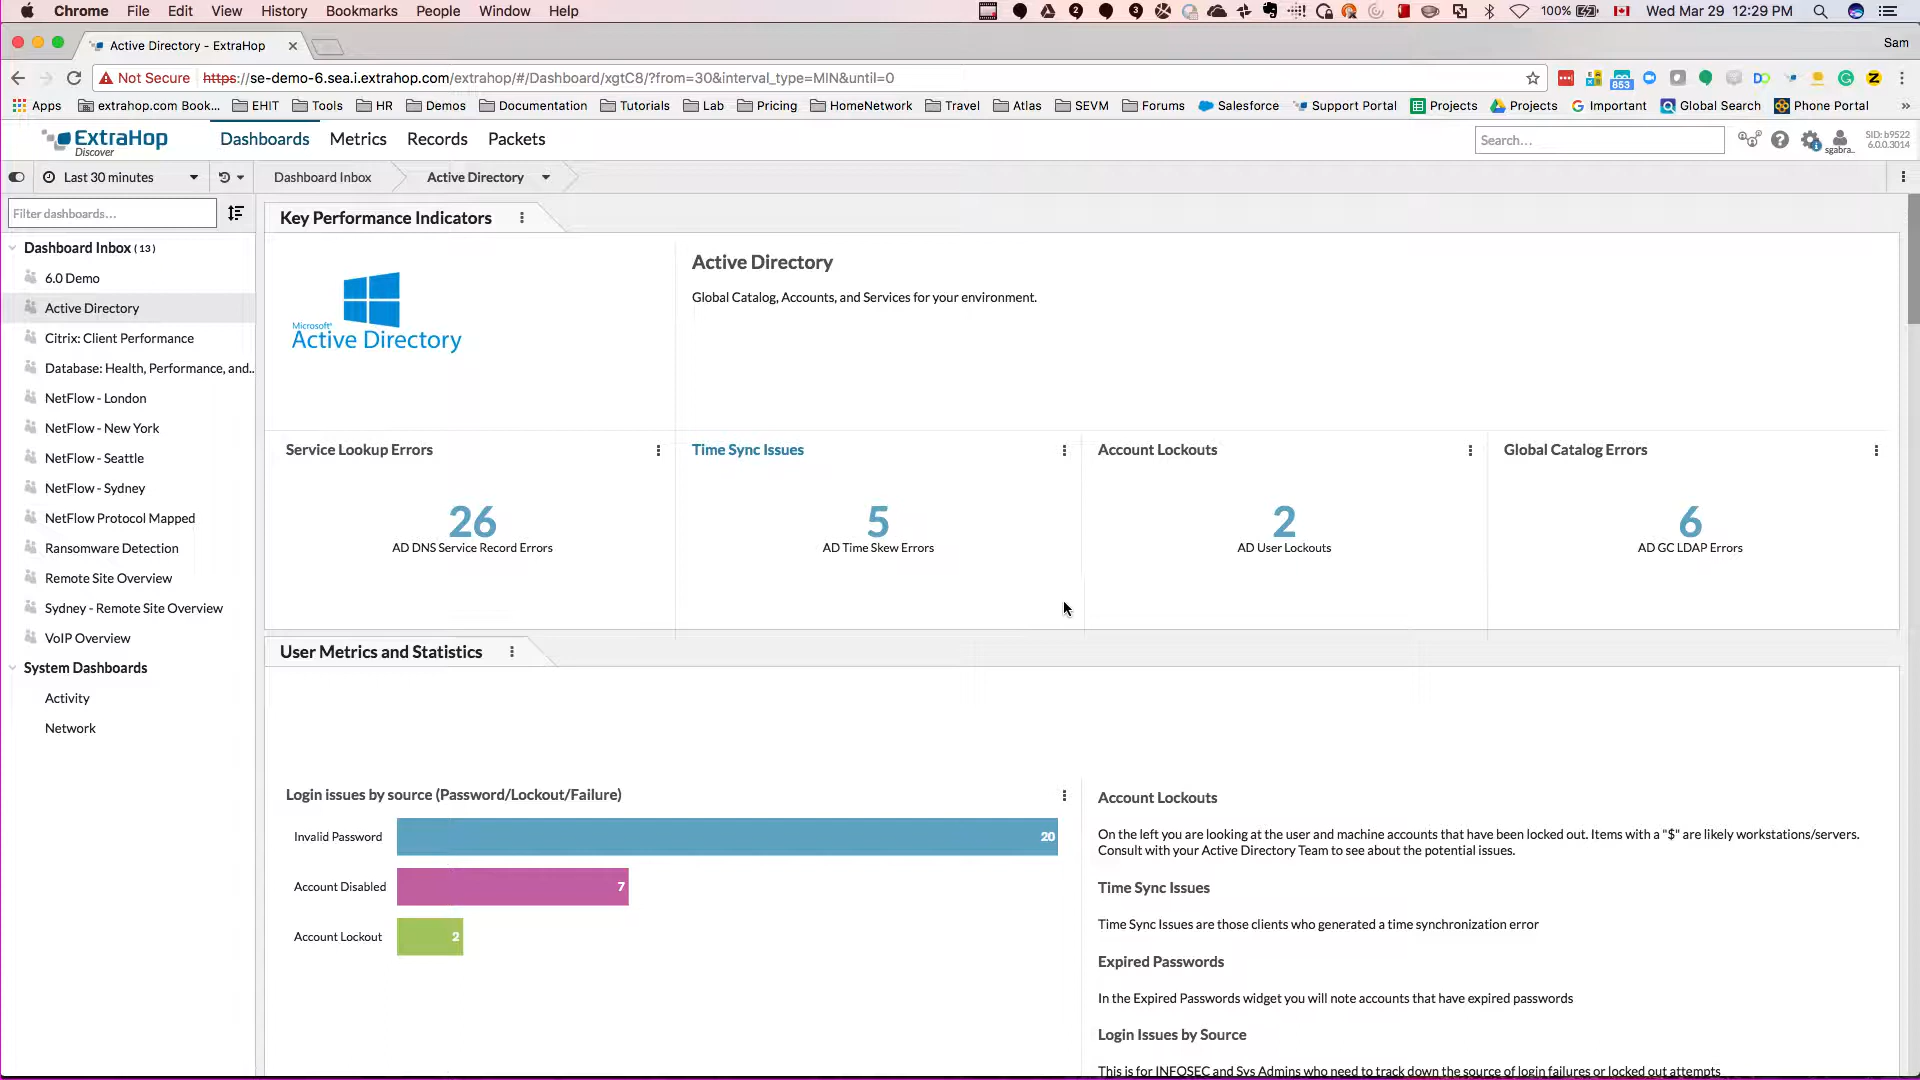 Chrome File Edit View History Bookmarks People Window Help
100% Wed Mar 29 12:29 PM
Active Directory - ExtraHop
Sam
Not Secure https://se-demo-6.sea.i.extrahop.com/extrahop/#/Dashboard/xgtC8/?from=30&interval_type=MIN&until=0
853
Apps extrahop.com Book... EHIT Tools HR Demos Documentation Tutorials Lab Pricing HomeNetwork Travel Atlas SEVM Forums Salesforce Support Portal Projects Projects Important Global Search Phone Portal »
ExtraHop
Discover
Dashboards Metrics Records Packets
Search...
sgabra..
SID: b9522
6.0.0.3014
Last 30 minutes
Dashboard Inbox
Active Directory
Filter dashboards...
Dashboard Inbox (13)
6.0 Demo
Active Directory
Citrix: Client Performance
Database: Health, Performance, and..
NetFlow - London
NetFlow - New York
NetFlow - Seattle
NetFlow - Sydney
NetFlow Protocol Mapped
Ransomware Detection
Remote Site Overview
Sydney - Remote Site Overview
VoIP Overview
System Dashboards
Activity
Network
Key Performance Indicators
Microsoft®
Active Directory
Active Directory
Global Catalog, Accounts, and Services for your environment.
Service Lookup Errors
26
AD DNS Service Record Errors
Time Sync Issues
5
AD Time Skew Errors
Account Lockouts
2
AD User Lockouts
Global Catalog Errors
6
AD GC LDAP Errors
User Metrics and Statistics
Login issues by source (Password/Lockout/Failure)
Invalid Password 20
Account Disabled 7
Account Lockout 2
Account Lockouts
On the left you are looking at the user and machine accounts that have been locked out. Items with a "$" are likely workstations/servers.
Consult with your Active Directory Team to see about the potential issues.
Time Sync Issues
Time Sync Issues are those clients who generated a time synchronization error
Expired Passwords
In the Expired Passwords widget you will note accounts that have expired passwords
Login Issues by Source
This is for INFOSEC and Sys Admins who need to track down the source of login failures or locked out attempts